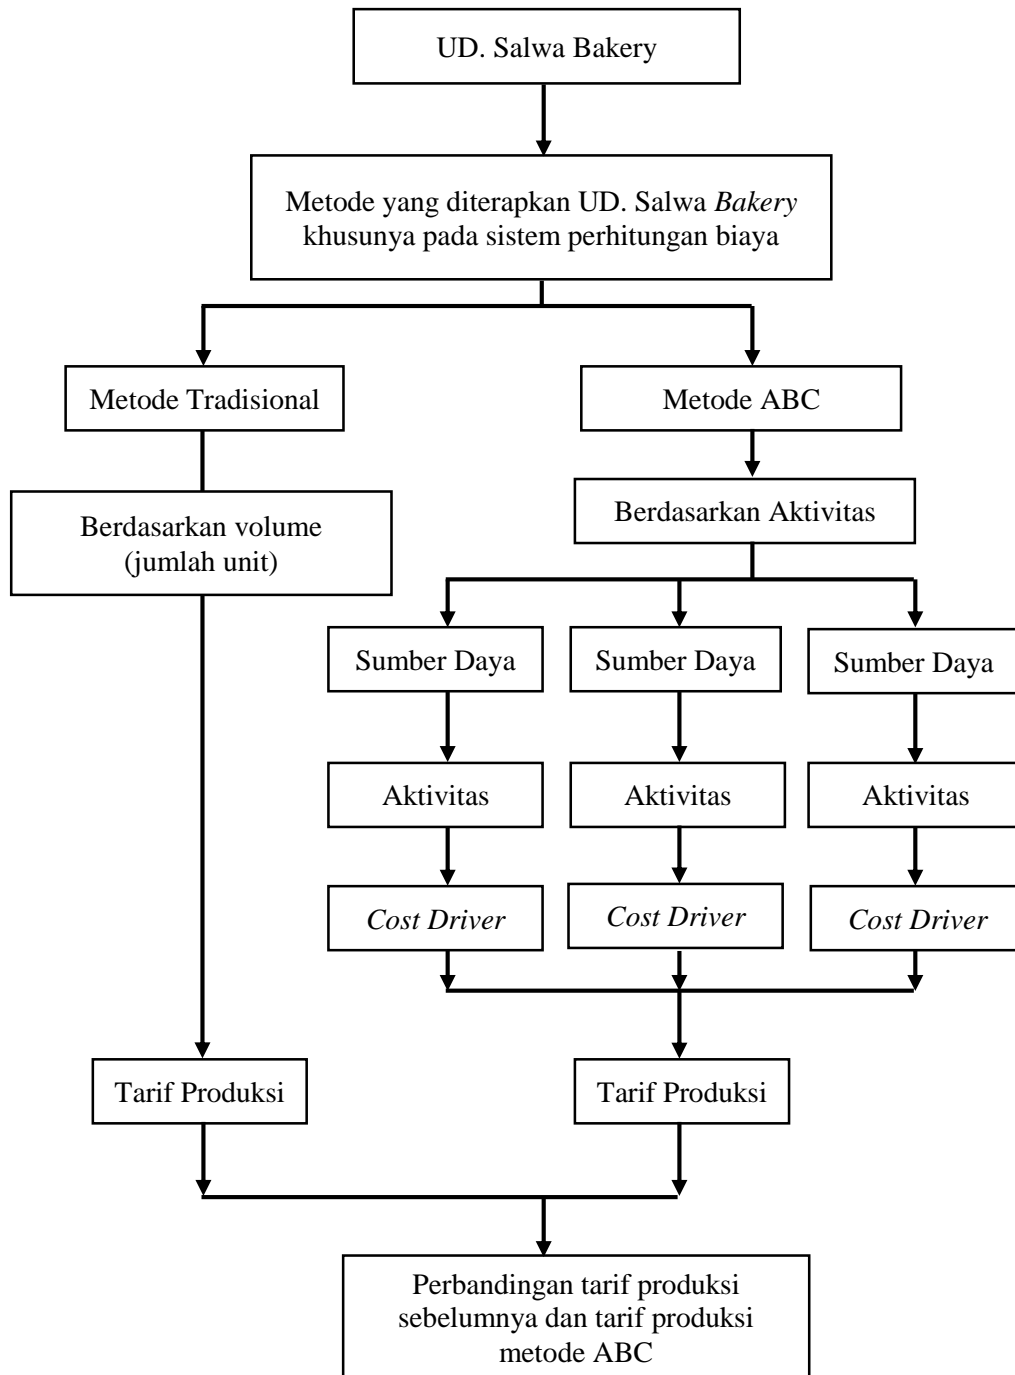 UD. Salwa Bakery
Metode yang diterapkan UD. Salwa Bakery
khusunya pada sistem perhitungan biaya
Metode Tradisional
Metode ABC
Berdasarkan volume
(jumlah unit)
Berdasarkan Aktivitas
Sumber Daya
Sumber Daya
Sumber Daya
Aktivitas
Aktivitas
Aktivitas
Cost Driver
Cost Driver
Cost Driver
Tarif Produksi
Tarif Produksi
Perbandingan tarif produksi
sebelumnya dan tarif produksi
metode ABC